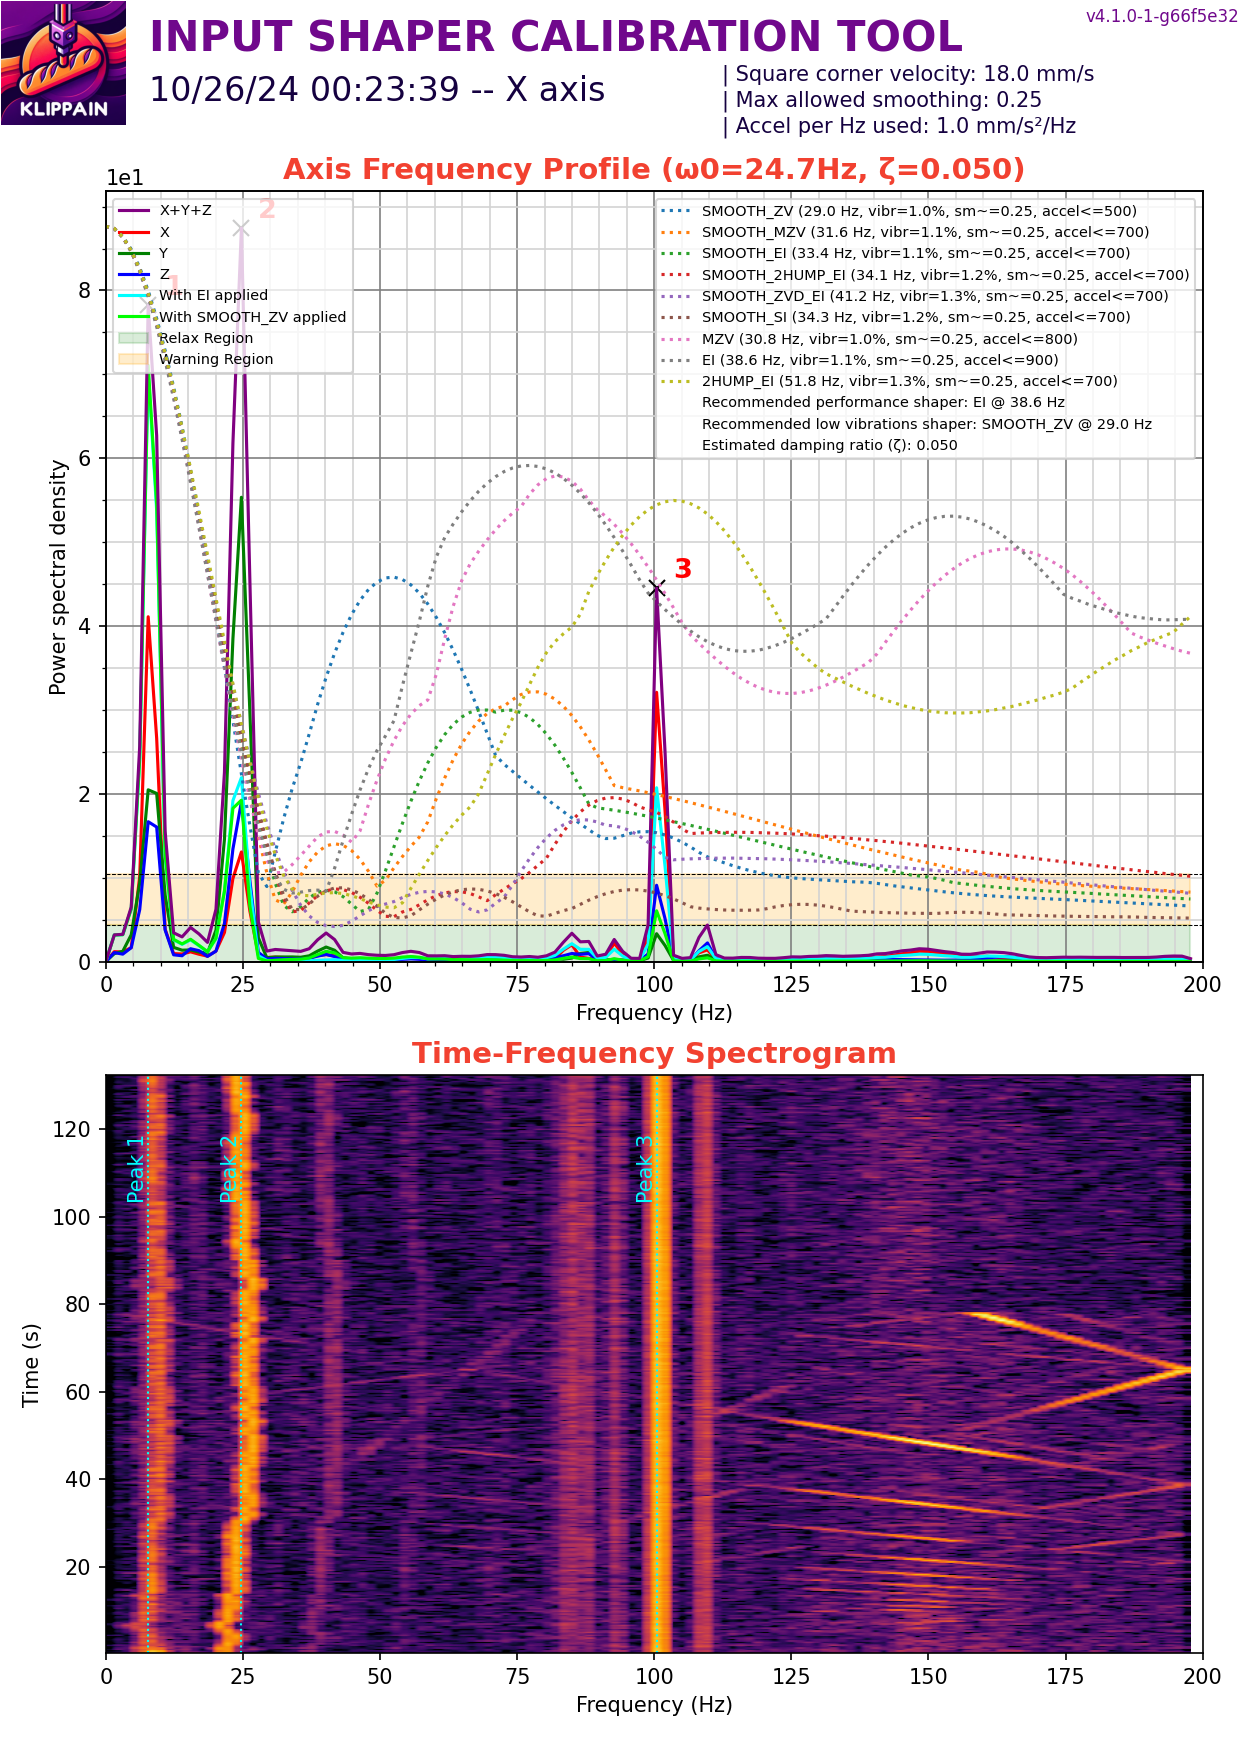 v4.1.0-1-g66f5e32
INPUT SHAPER CALIBRATION TOOL
10/26/24 00:23:39 -- X axis
| Square corner velocity: 18.0 mm/s
| Max allowed smoothing: 0.25
| Accel per Hz used: 1.0 mm/s²/Hz
KLIPPAIN
Axis Frequency Profile (ω0=24.7Hz, ζ=0.050)
1e1
X+Y+Z
X
Y
Z
With EI applied
With SMOOTH_ZV applied
Relax Region
Warning Region
SMOOTH_ZV (29.0 Hz, vibr=1.0%, sm~=0.25, accel<=500)
SMOOTH_MZV (31.6 Hz, vibr=1.1%, sm~=0.25, accel<=700)
SMOOTH_EI (33.4 Hz, vibr=1.1%, sm~=0.25, accel<=700)
SMOOTH_2HUMP_EI (34.1 Hz, vibr=1.2%, sm~=0.25, accel<=700)
SMOOTH_ZVD_EI (41.2 Hz, vibr=1.3%, sm~=0.25, accel<=700)
SMOOTH_SI (34.3 Hz, vibr=1.2%, sm~=0.25, accel<=700)
MZV (30.8 Hz, vibr=1.0%, sm~=0.25, accel<=800)
EI (38.6 Hz, vibr=1.1%, sm~=0.25, accel<=900)
2HUMP_EI (51.8 Hz, vibr=1.3%, sm~=0.25, accel<=700)
Recommended performance shaper: EI @ 38.6 Hz
Recommended low vibrations shaper: SMOOTH_ZV @ 29.0 Hz
Estimated damping ratio (ζ): 0.050
1
2
3
Power spectral density
8
6
4
2
0
0 25 50 75 100 125 150 175 200
Frequency (Hz)
Time-Frequency Spectrogram
Peak 1
Peak 2
Peak 3
Time (s)
120
100
80
60
40
20
0 25 50 75 100 125 150 175 200
Frequency (Hz)